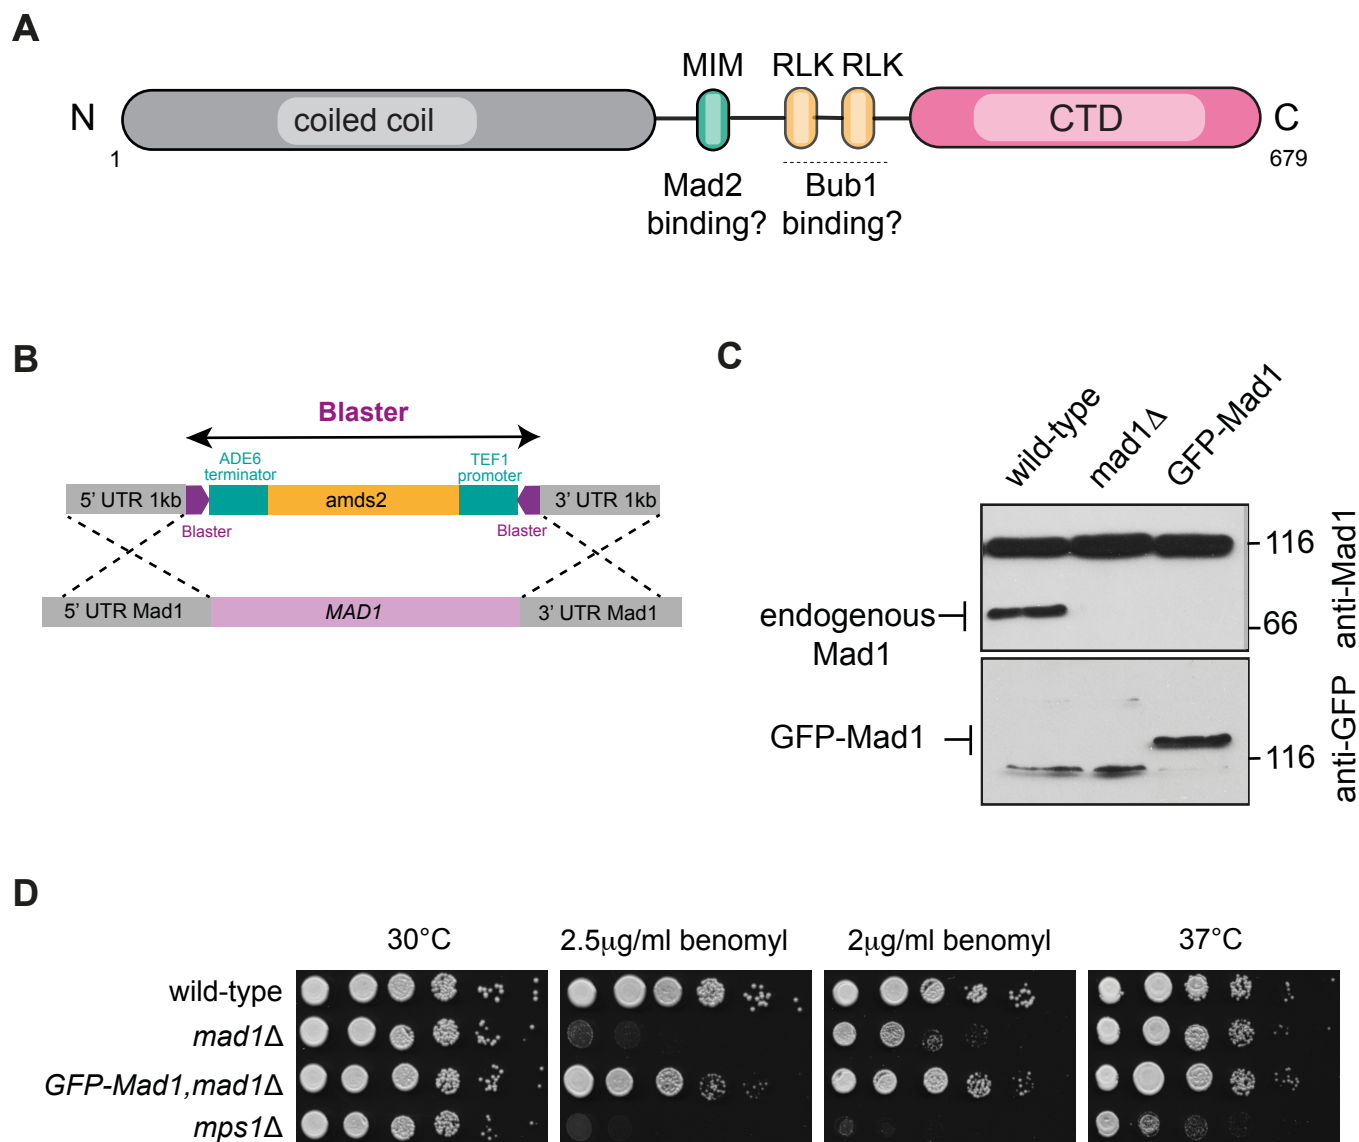 A
MIM
RLK RLK
N
coiled coil
CTD
C
1
679
Mad2
binding?
Bub1
binding?
B
Blaster
ADE6
terminator
TEF1
promoter
5' UTR 1kb
amds2
3' UTR 1kb
Blaster
Blaster
5' UTR Mad1
MAD1
3' UTR Mad1
C
wild-type
mad1Δ
GFP-Mad1
116
endogenous
Mad1
66
anti-Mad1
GFP-Mad1
116
anti-GFP
D
30°C
2.5µg/ml benomyl
2µg/ml benomyl
37°C
wild-type
mad1Δ
GFP-Mad1,mad1Δ
mps1Δ